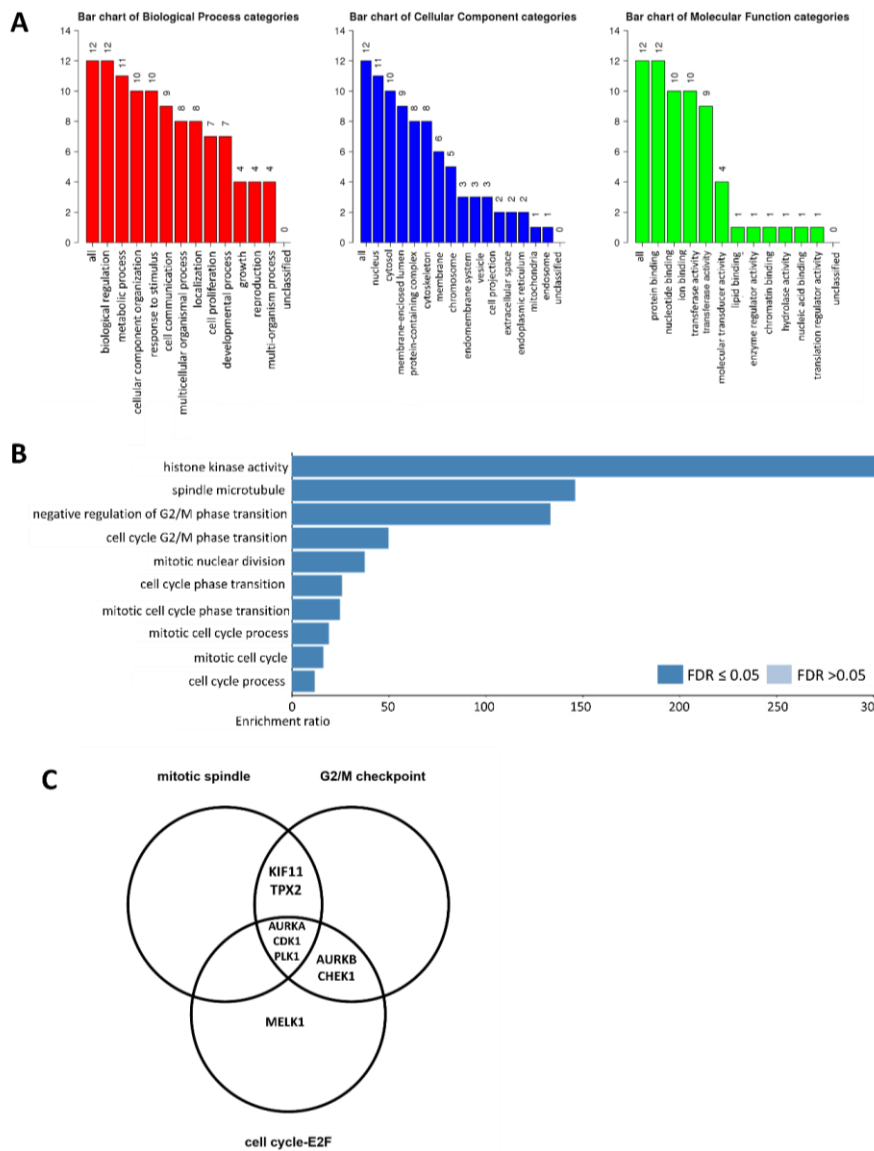 A
Bar chart of Biological Process categories
14
12
10
8
6
4
2
0
12
12
11
10
10
9
8
8
7
7
4
4
4
0
all
biological regulation
metabolic process
cellular component organization
response to stimulus
cell communication
multicellular organismal process
localization
cell proliferation
developmental process
growth
reproduction
multi-organism process
unclassified
Bar chart of Cellular Component categories
14
12
10
8
6
4
2
0
12
11
10
9
8
8
6
5
3
3
3
2
2
2
1
1
0
all
nucleus
cytosol
membrane-enclosed lumen
protein-containing complex
cytoskeleton
membrane
chromosome
endomembrane system
vesicle
cell projection
extracellular space
endoplasmic reticulum
mitochondria
endosome
unclassified
Bar chart of Molecular Function categories
14
12
10
8
6
4
2
0
12
12
10
10
9
4
1
1
1
1
1
1
0
all
protein binding
nucleotide binding
ion binding
transferase activity
transferase activity
molecular transducer activity
lipid binding
enzyme regulator activity
chromatin binding
hydrolase activity
nucleic acid binding
translation regulator activity
unclassified
B
histone kinase activity
spindle microtubule
negative regulation of G2/M phase transition
cell cycle G2/M phase transition
mitotic nuclear division
cell cycle phase transition
mitotic cell cycle phase transition
mitotic cell cycle process
mitotic cell cycle
cell cycle process
FDR ≤ 0.05 FDR >0.05
0 50 100 150 200 250 300
Enrichment ratio
C
mitotic spindle G2/M checkpoint
KIF11
TPX2
AURKA
CDK1
PLK1
AURKB
CHEK1
MELK1
cell cycle-E2F